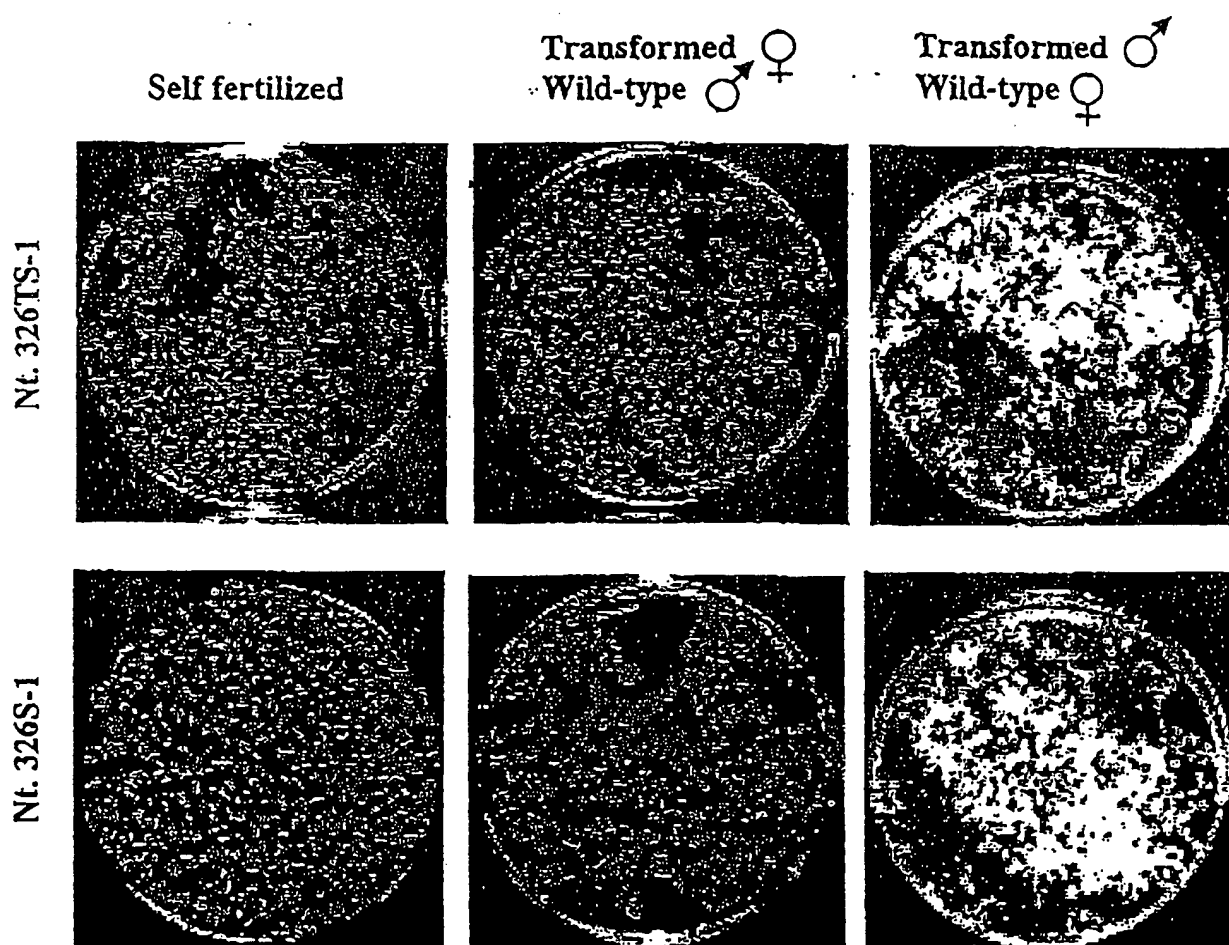 Self fertilized
Transformed ♀
Wild-type ♂
Transformed ♂
Wild-type ♀
Nt. 326TS-1
Nt. 326S-1